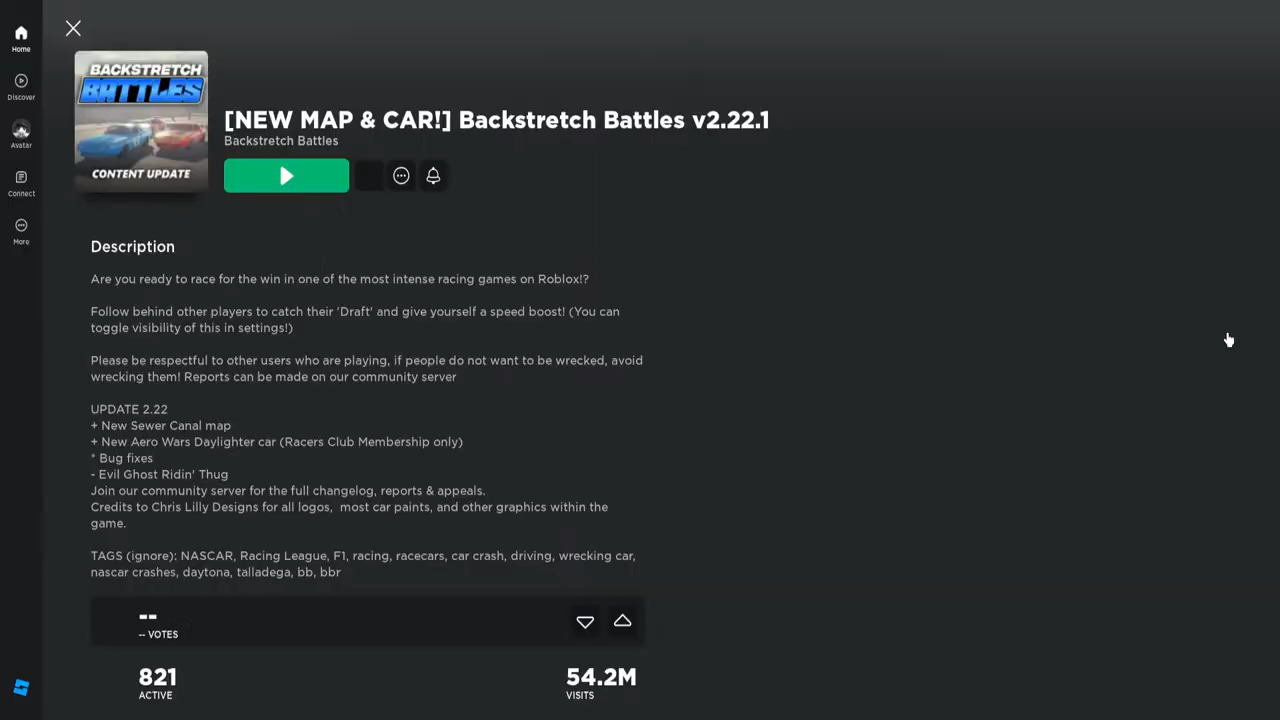 Home
Discover
Avatar
Connect
More
BACKSTRETCH
BATTLES
CONTENT UPDATE
[NEW MAP & CAR!] Backstretch Battles v2.22.1
Backstretch Battles
Description
Are you ready to race for the win in one of the most intense racing games on Roblox!?
Follow behind other players to catch their 'Draft' and give yourself a speed boost! (You can
toggle visibility of this in settings!)
Please be respectful to other users who are playing, if people do not want to be wrecked, avoid
wrecking them! Reports can be made on our community server
UPDATE 2.22
+ New Sewer Canal map
+ New Aero Wars Daylighter car (Racers Club Membership only)
* Bug fixes
- Evil Ghost Ridin' Thug
Join our community server for the full changelog, reports & appeals.
Credits to Chris Lilly Designs for all logos,  most car paints, and other graphics within the
game.
TAGS (ignore): NASCAR, Racing League, F1, racing, racecars, car crash, driving, wrecking car,
nascar crashes, daytona, talladega, bb, bbr
--
-- VOTES
821
ACTIVE
54.2M
VISITS